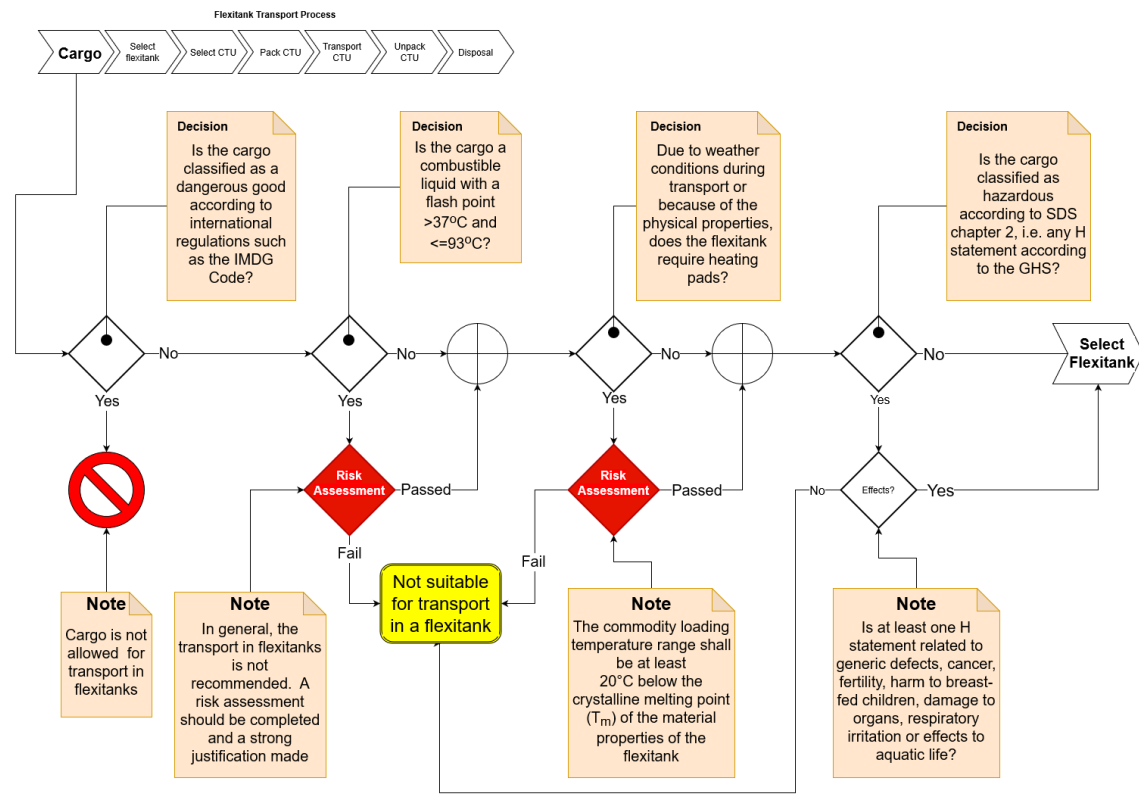 Flexitank Transport Process
Cargo
Select
flexitank
Select CTU
Pack CTU
Transport
CTU
Unpack
CTU
Disposal
Decision
Is the cargo
classified as a
dangerous good
according to
international
regulations such
as the IMDG
Code?
Decision
Is the cargo a
combustible
liquid with a
flash point
>37ºC and
<=93ºC?
Decision
Due to weather
conditions during
transport or
because of the
physical properties,
does the flexitank
require heating
pads?
Decision
Is the cargo
classified as
hazardous
according to SDS
chapter 2, i.e. any H
statement according
to the GHS?
No
No
No
No
Select
Flexitank
Yes
Yes
Yes
Yes
Risk
Assessment
Passed
Risk
Assessment
Passed
No
Effects?
Yes
Fail
Fail
Not suitable
for transport
in a flexitank
Note
Cargo is not
allowed for
transport in
flexitanks
Note
In general, the
transport in flexitanks
is not
recommended. A
risk assessment
should be completed
and a strong
justification made
Note
The commodity loading
temperature range shall
be at least
20°C below the
crystalline melting point
(Tm) of the material
properties of the
flexitank
Note
Is at least one H
statement related to
generic defects, cancer,
fertility, harm to breast-
fed children, damage to
organs, respiratory
irritation or effects to
aquatic life?